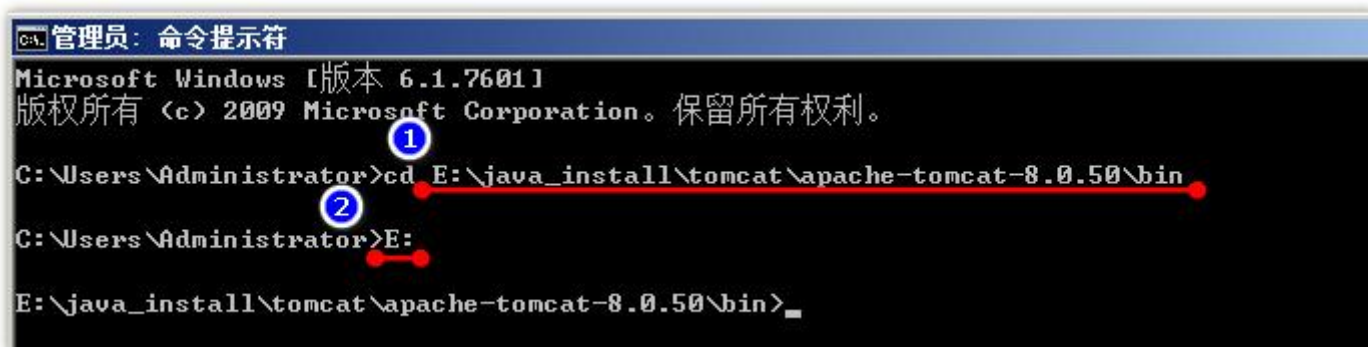 管理员: 命令提示符
Microsoft Windows [版本 6.1.7601]
版权所有 (c) 2009 Microsoft Corporation。保留所有权利。
1
C:\Users\Administrator>cd E:\java_install\tomcat\apache-tomcat-8.0.50\bin
2
C:\Users\Administrator>E:
E:\java_install\tomcat\apache-tomcat-8.0.50\bin>_